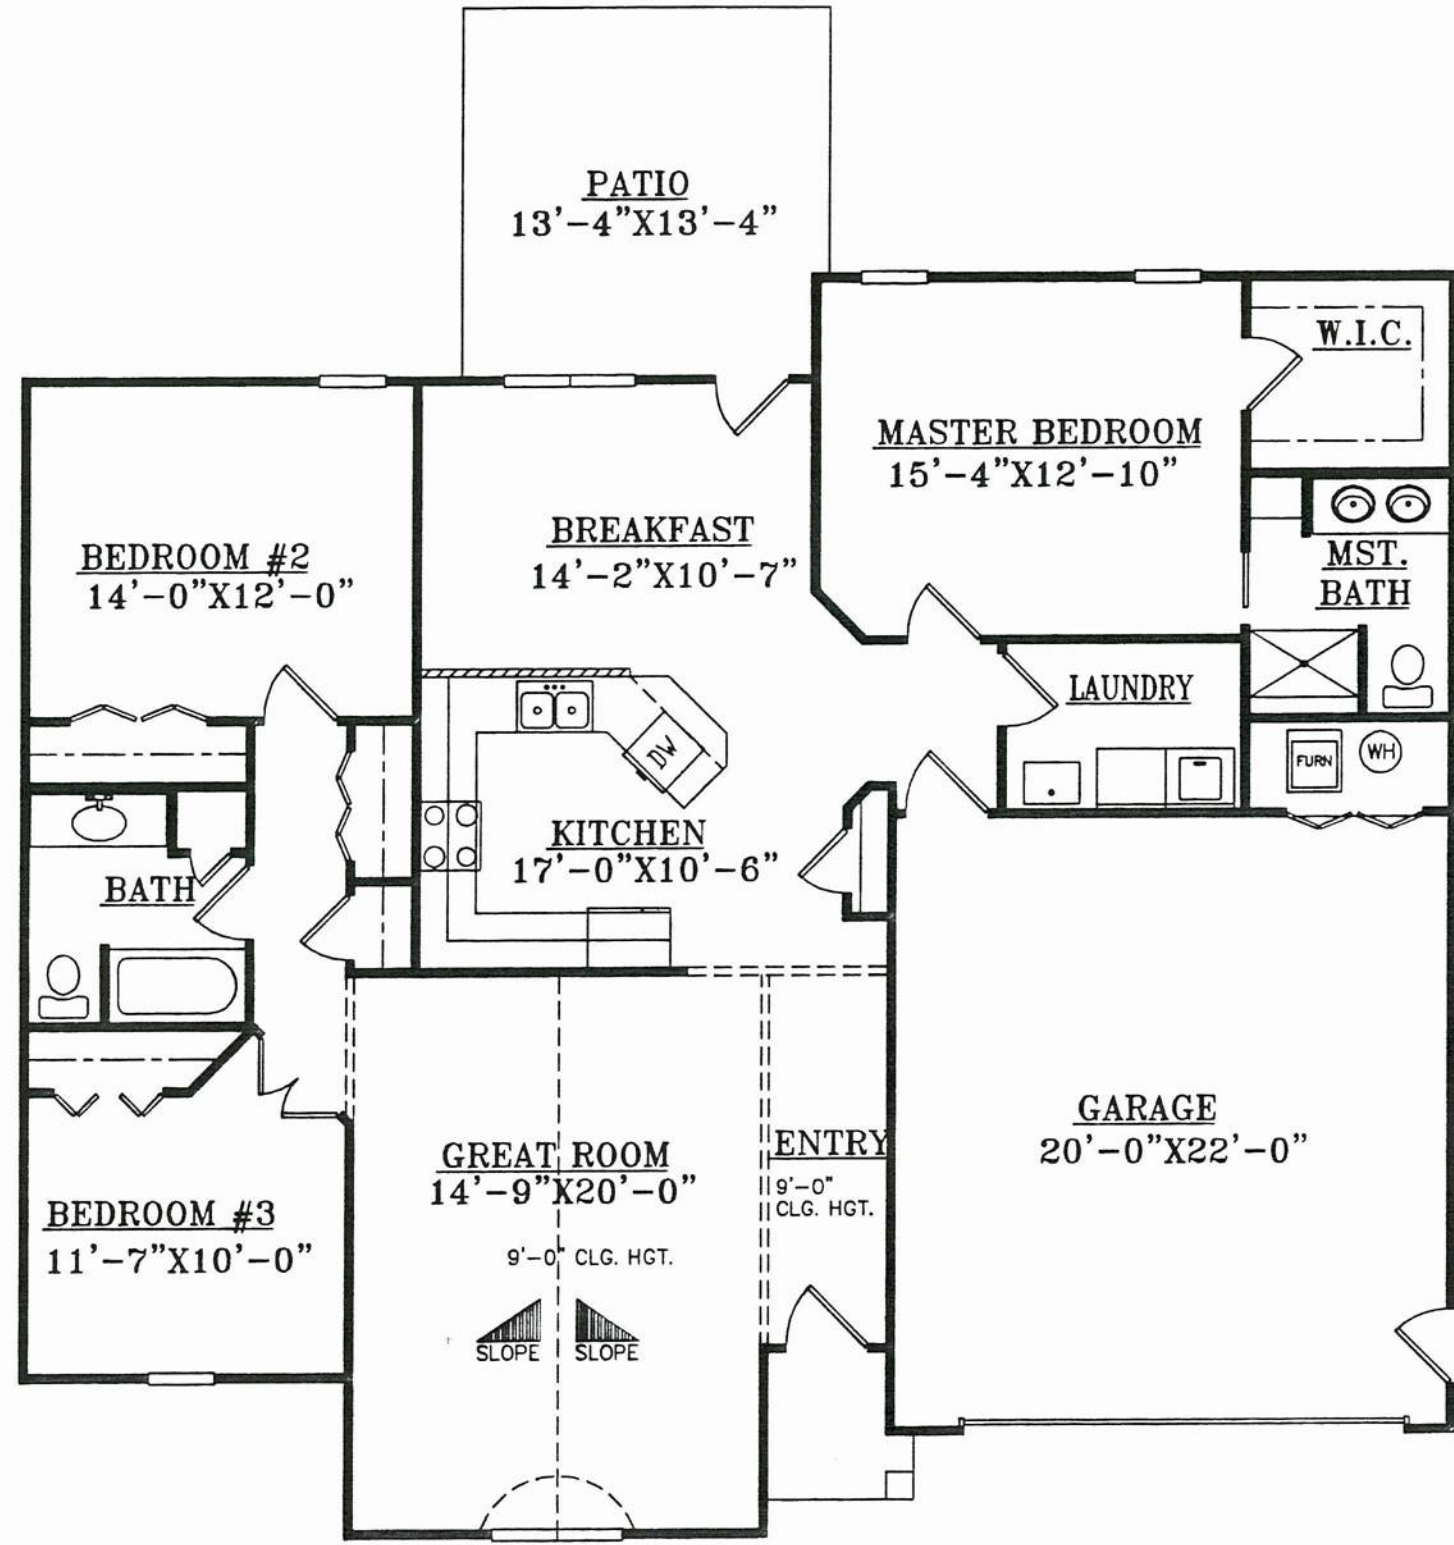 PATIO
13'-4"X13'-4"
W.I.C.
MASTER BEDROOM
15'-4"X12'-10"
BREAKFAST
14'-2"X10'-7"
BEDROOM #2
14'-0"X12'-0"
MST.
BATH
LAUNDRY
DW
FURN
WH
KITCHEN
17'-0"X10'-6"
BATH
GARAGE
20'-0"X22'-0"
GREAT ROOM
14'-9"X20'-0"
9'-0" CLG. HGT.
SLOPE SLOPE
ENTRY
9'-0"
CLG. HGT.
BEDROOM #3
11'-7"X10'-0"